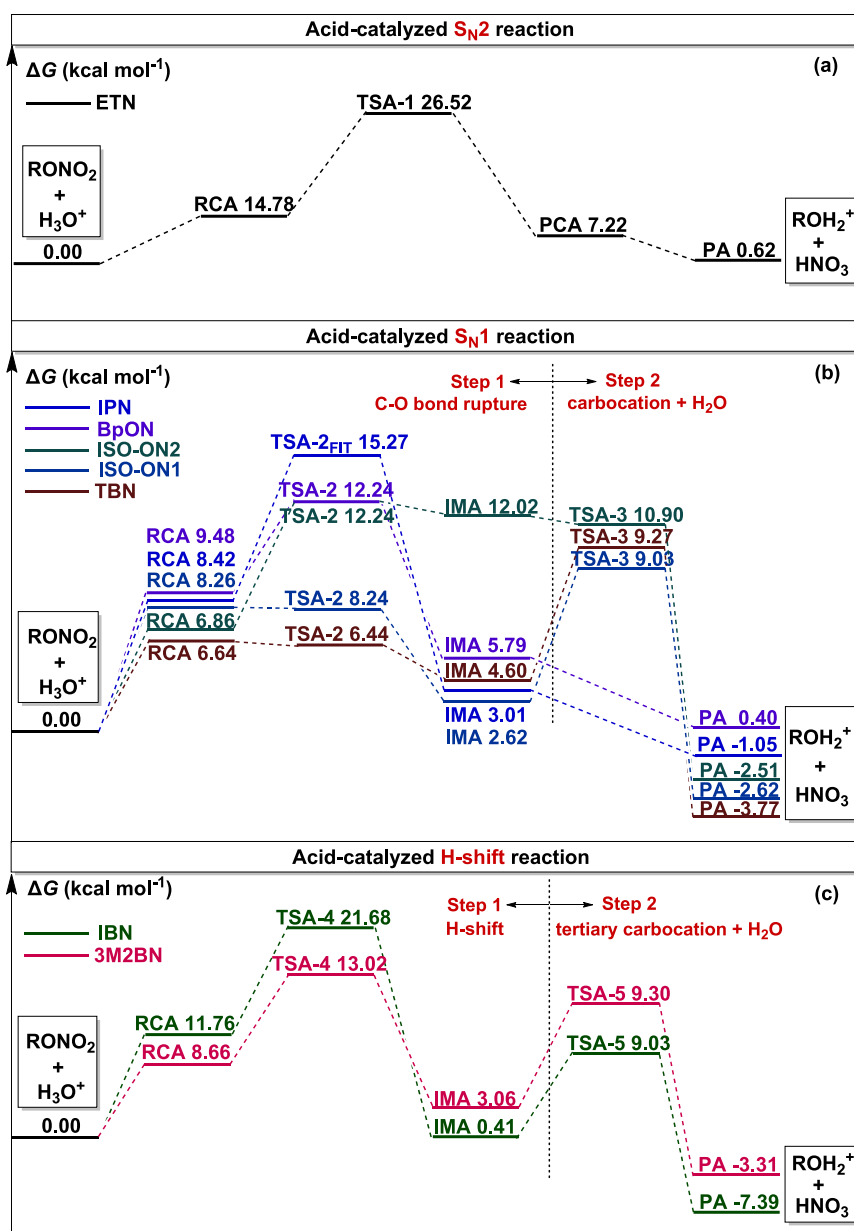 Acid-catalyzed SN2 reaction
ΔG (kcal mol-1)
(a)
ETN
TSA-1 26.52
RONO2
+
H3O+
0.00
RCA 14.78
PCA 7.22
PA 0.62
ROH2+
+
HNO3
Acid-catalyzed SN1 reaction
ΔG (kcal mol-1)
(b)
Step 1
Step 2
C-O bond rupture
carbocation + H2O
IPN
BpON
ISO-ON2
ISO-ON1
TBN
TSA-2FIT 15.27
TSA-2 12.24
TSA-2 12.24
IMA 12.02
TSA-3 10.90
TSA-3 9.27
TSA-3 9.03
RCA 9.48
RCA 8.42
RCA 8.26
RCA 6.86
RCA 6.64
TSA-2 8.24
TSA-2 6.44
RONO2
+
H3O+
0.00
IMA 5.79
IMA 4.60
IMA 3.01
IMA 2.62
PA 0.40
PA -1.05
PA -2.51
PA -2.62
PA -3.77
ROH2+
+
HNO3
Acid-catalyzed H-shift reaction
ΔG (kcal mol-1)
(c)
Step 1
Step 2
H-shift
tertiary carbocation + H2O
IBN
3M2BN
TSA-4 21.68
TSA-4 13.02
TSA-5 9.30
TSA-5 9.03
RCA 11.76
RCA 8.66
RONO2
+
H3O+
0.00
IMA 3.06
IMA 0.41
PA -3.31
PA -7.39
ROH2+
+
HNO3